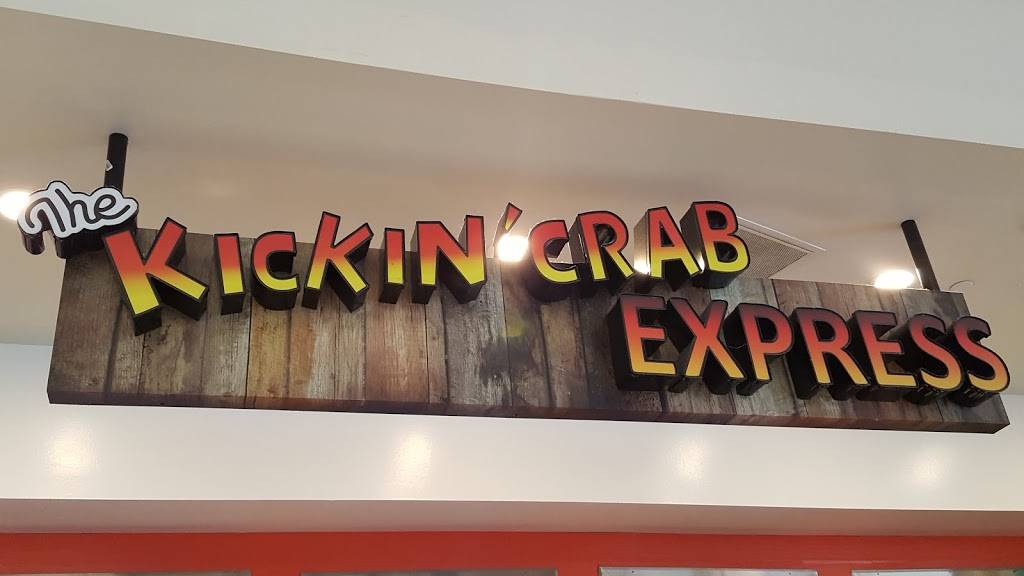 The
KICKIN' CRAB
EXPRESS